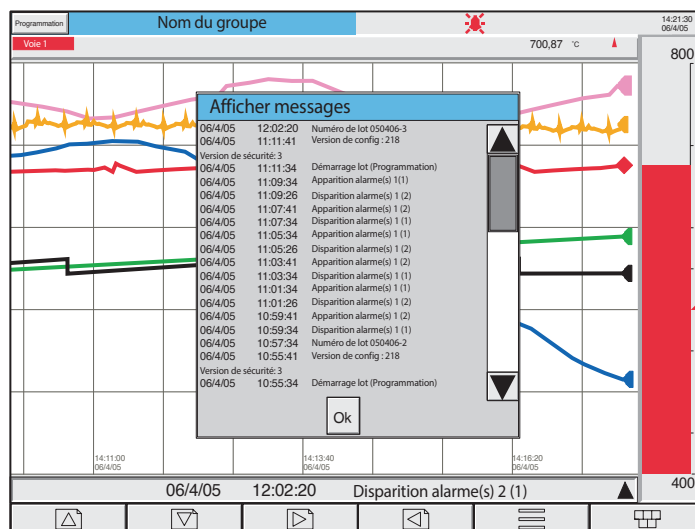 Programmation
Nom du groupe
14:21:30
06/4/05
Voie 1
700,87 °C
800
Afficher messages
06/4/05 12:02:20 Numéro de lot 050406-3
06/4/05 11:11:41 Version de config : 218
Version de sécurité: 3
06/4/05 11:11:34 Démarrage lot (Programmation)
06/4/05 11:09:34 Apparition alarme(s) 1(1)
06/4/05 11:09:26 Disparition alarme(s) 1 (2)
06/4/05 11:07:41 Apparition alarme(s) 1 (2)
06/4/05 11:07:34 Disparition alarme(s) 1 (1)
06/4/05 11:05:34 Apparition alarme(s) 1 (1)
06/4/05 11:05:26 Disparition alarme(s) 1 (2)
06/4/05 11:03:41 Apparition alarme(s) 1 (2)
06/4/05 11:03:34 Disparition alarme(s) 1 (1)
06/4/05 11:01:34 Apparition alarme(s) 1 (1)
06/4/05 11:01:26 Disparition alarme(s) 1 (2)
06/4/05 10:59:41 Apparition alarme(s) 1 (2)
06/4/05 10:59:34 Disparition alarme(s) 1 (1)
06/4/05 10:57:34 Numéro de lot 050406-2
06/4/05 10:55:41 Version de config : 218
Version de sécurité: 3
06/4/05 10:55:34 Démarrage lot (Programmation)
Ok
14:11:00
06/4/05
14:13:40
06/4/05
14:16:20
06/4/05
400
06/4/05 12:02:20 Disparition alarme(s) 2 (1)